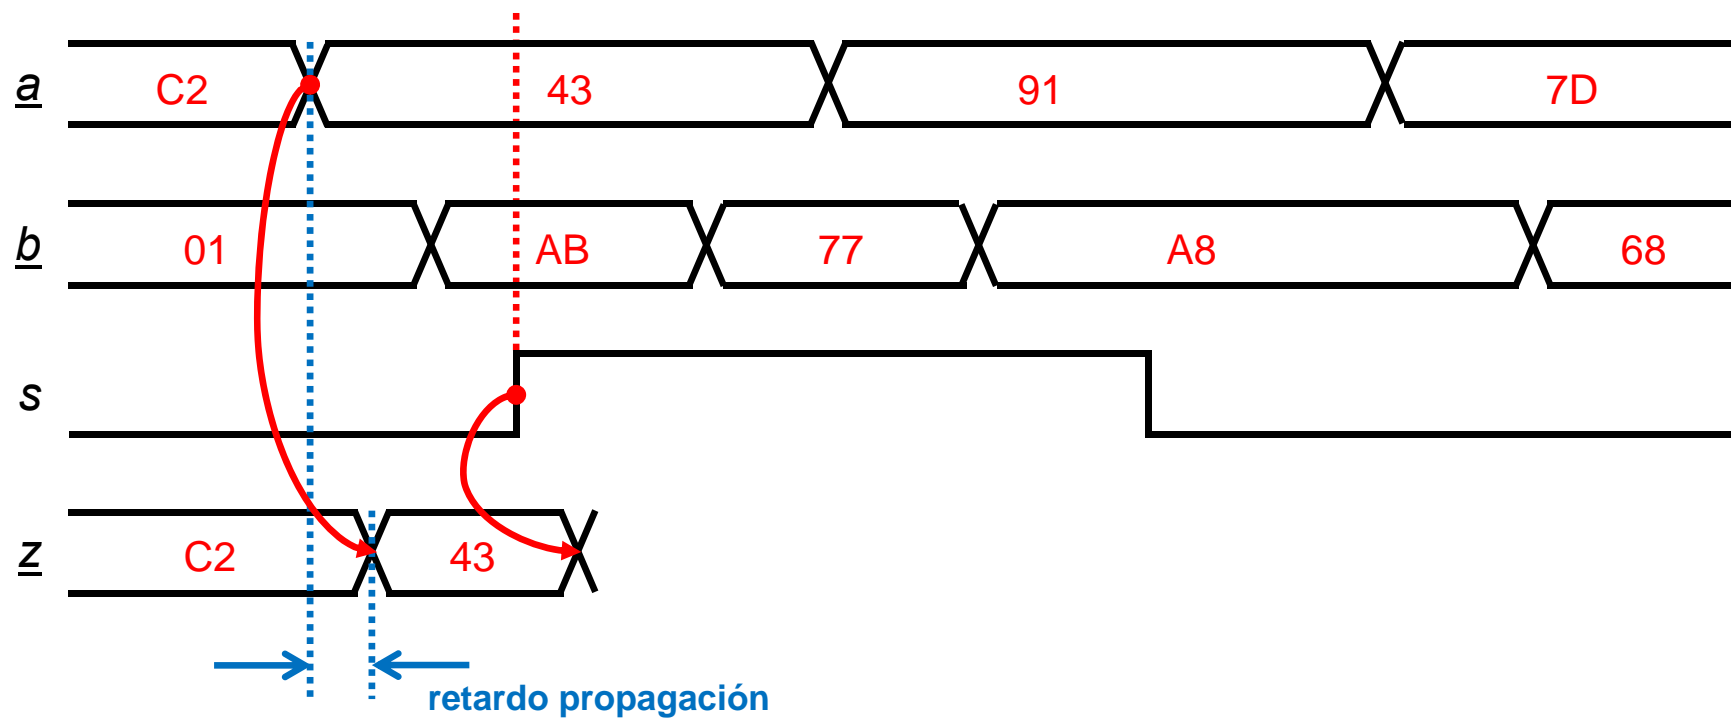 a C2 43 91 7D
b 01 AB 77 A8 68
s
z C2 43
retardo propagación